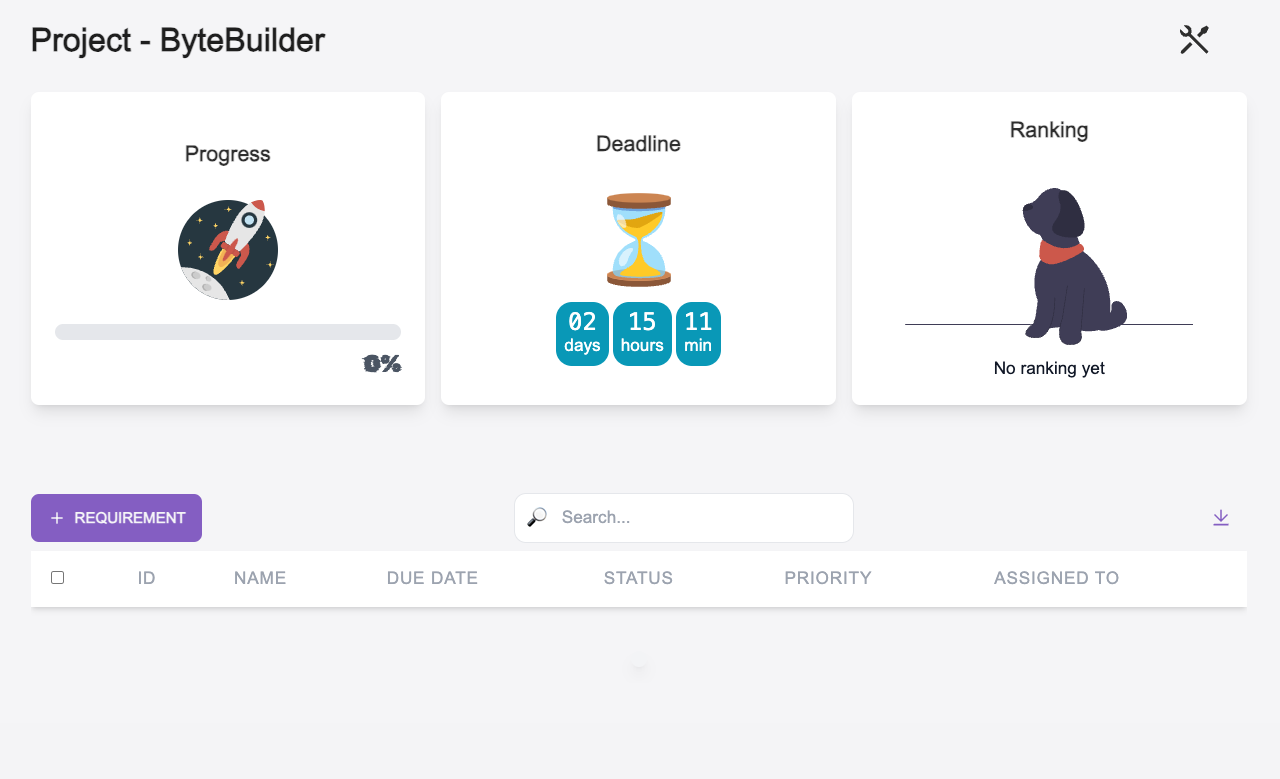 Project - ByteBuilder
Progress
0%
Deadline
02 15 11
days hours min
Ranking
No ranking yet
+ REQUIREMENT
Search...
ID NAME DUE DATE STATUS PRIORITY ASSIGNED TO